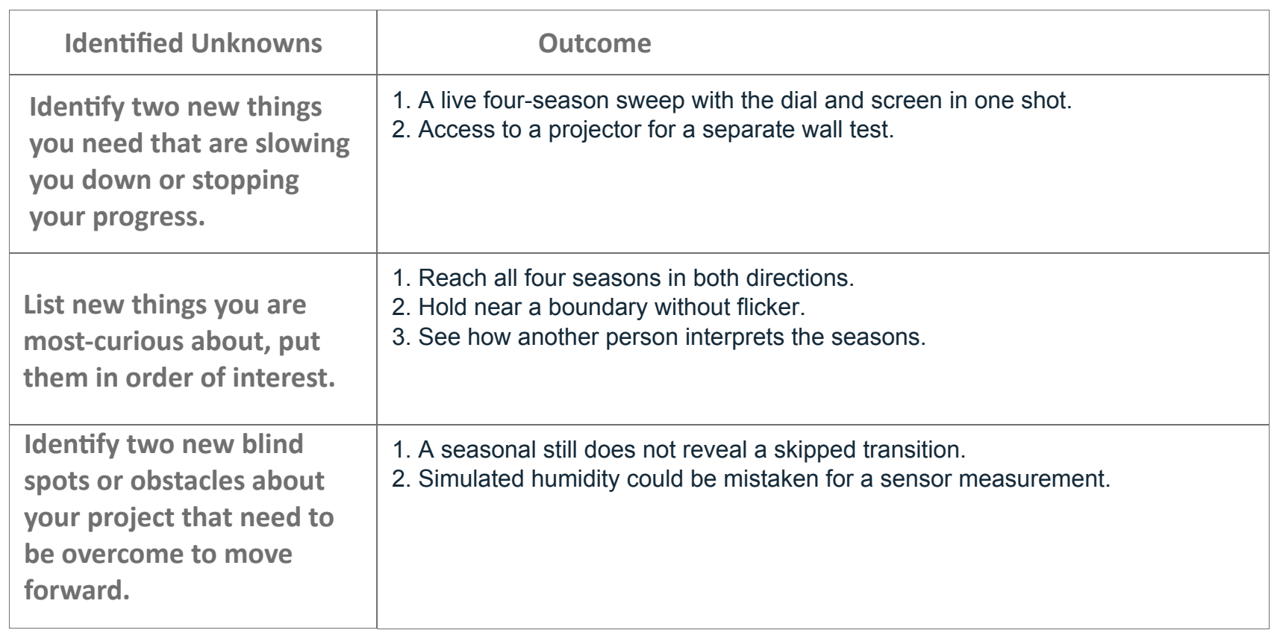 Identified Unknowns
Outcome
Identify two new things
you need that are slowing
you down or stopping
your progress.
1. A live four-season sweep with the dial and screen in one shot.
2. Access to a projector for a separate wall test.
List new things you are
most-curious about, put
them in order of interest.
1. Reach all four seasons in both directions.
2. Hold near a boundary without flicker.
3. See how another person interprets the seasons.
Identify two new blind
spots or obstacles about
your project that need to
be overcome to move
forward.
1. A seasonal still does not reveal a skipped transition.
2. Simulated humidity could be mistaken for a sensor measurement.